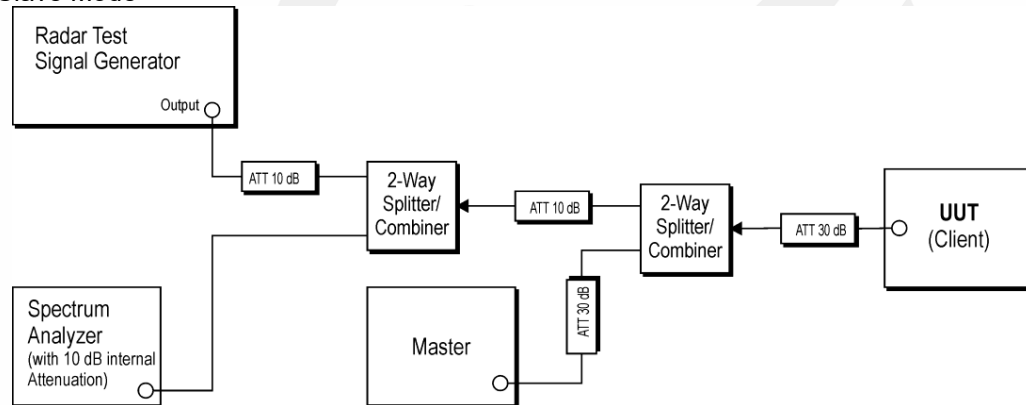 Radar Test
Signal Generator
Output
ATT 10 dB
2-Way
Splitter/
Combiner
ATT 10 dB
2-Way
Splitter/
Combiner
ATT 30 dB
UUT
(Client)
Spectrum
Analyzer
(with 10 dB internal
Attenuation)
Master
ATT 30 dB